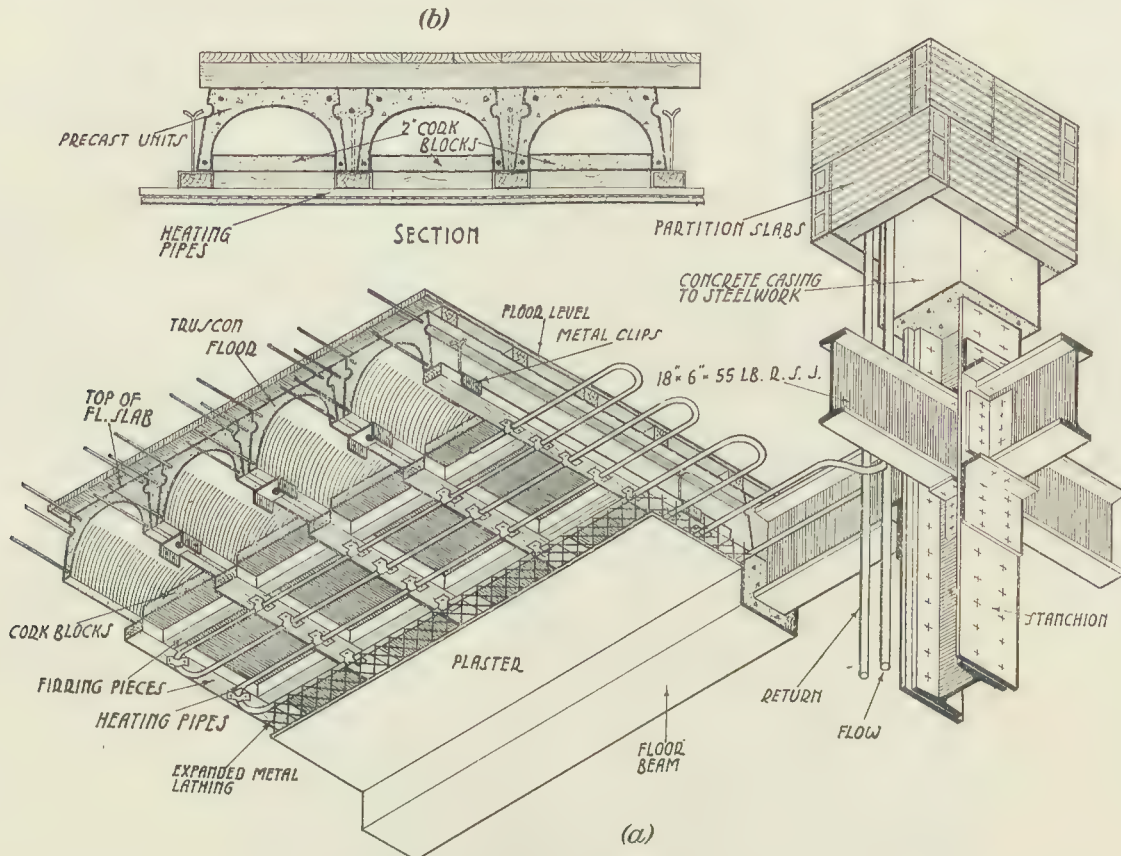 (b)
PRECAST UNITS
2" CORK
BLOCKS
HEATING
PIPES
SECTION
PARTITION SLABS
CONCRETE CASING
TO STEELWORK
TRUSCON
FLOOR
FLOOR LEVEL
METAL CLIPS
TOP OF
FL. SLAB
18" × 6" = 55 LB. R. S. J.
CORK BLOCKS
FIRRING PIECES
HEATING PIPES
EXPANDED METAL
LATHING
PLASTER
FLOOR
BEAM
RETURN
FLOW
STANCHION
(a)